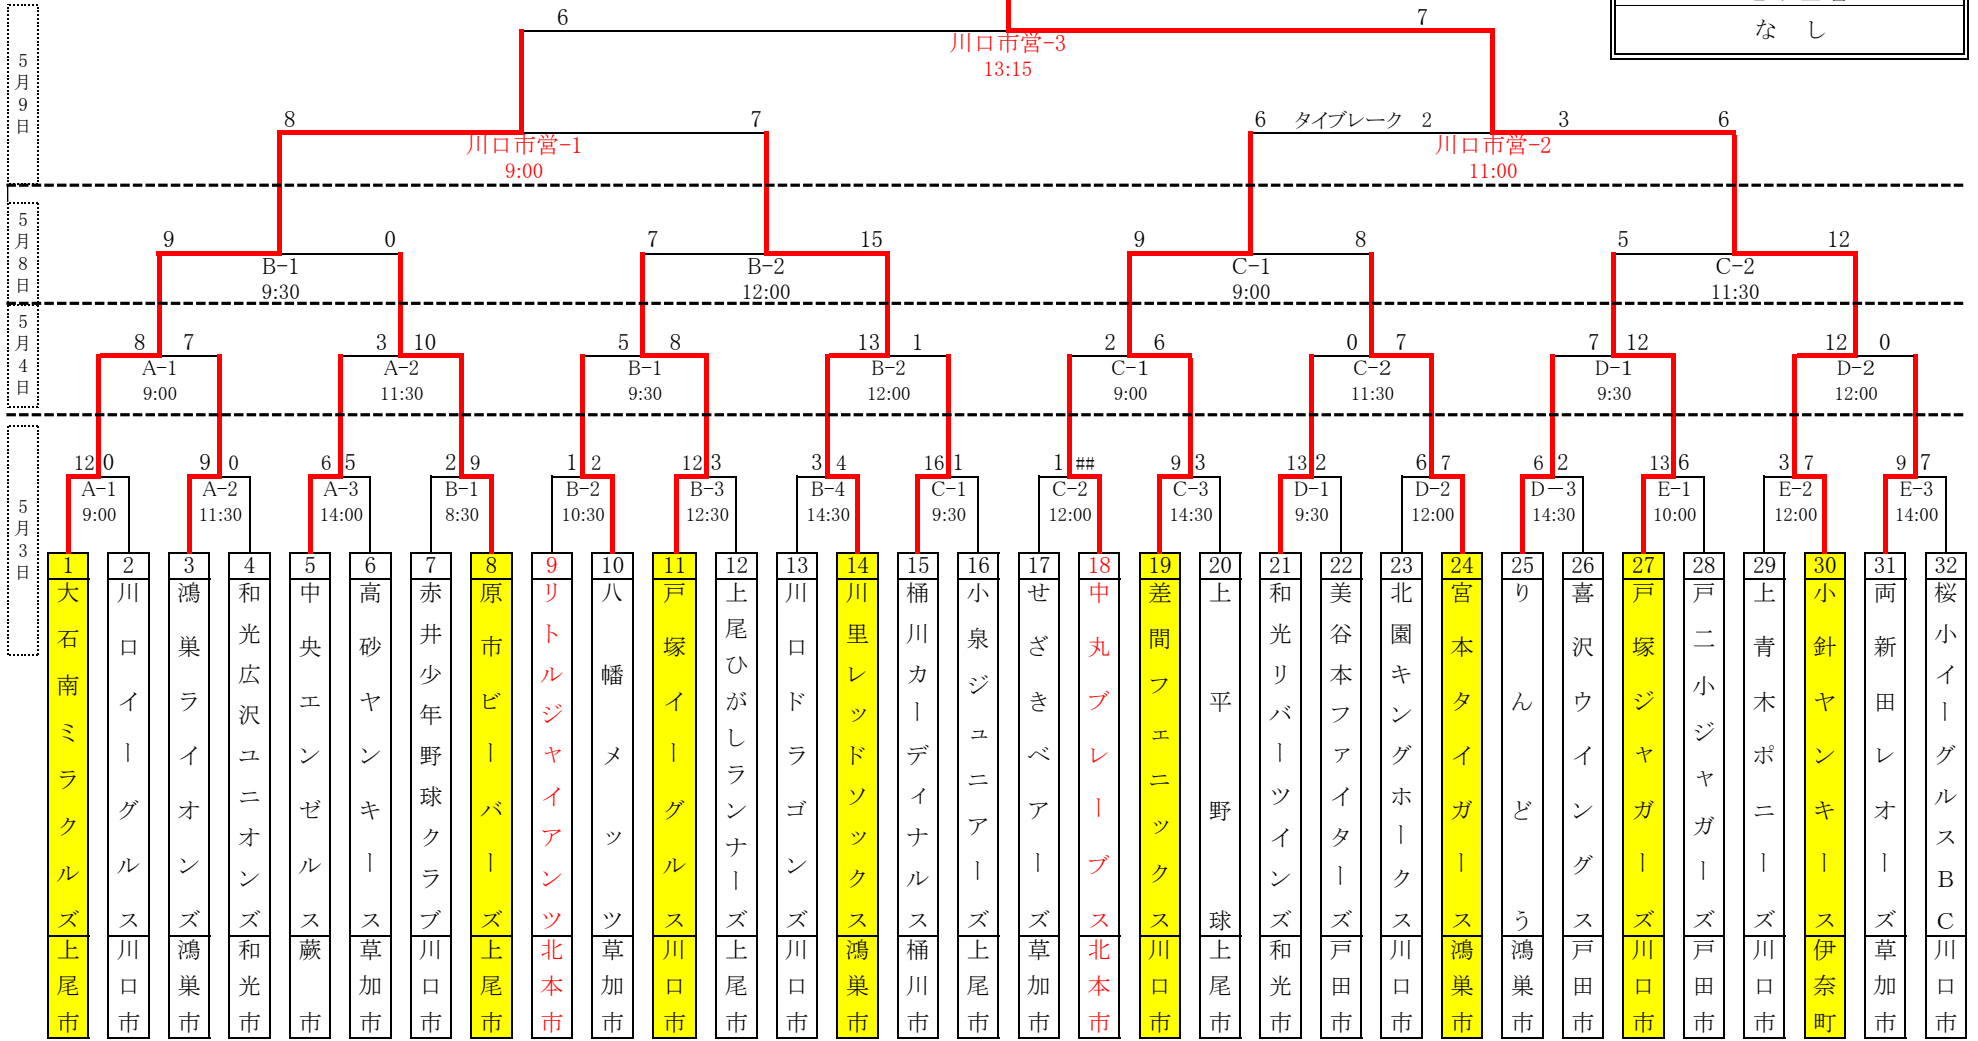 なし
6 7
川口市営-3
13:15
5月9日
8 7
川口市営-1
9:00
6 タイブレーク 2 3 6
川口市営-2
11:00
5月8日
9 0
B-1
9:30
7 15
B-2
12:00
9 8
C-1
9:00
5 12
C-2
11:30
5月4日
8 7
A-1
9:00
3 10
A-2
11:30
5 8
B-1
9:30
13 1
B-2
12:00
2 6
C-1
9:00
0 7
C-2
11:30
7 12
D-1
9:30
12 0
D-2
12:00
5月3日
12 0
A-1
9:00
9 0
A-2
11:30
6 5
A-3
14:00
2 9
B-1
8:30
1 2
B-2
10:30
12 3
B-3
12:30
3 4
B-4
14:30
16 1
C-1
9:30
1 ##
C-2
12:00
9 3
C-3
14:30
13 2
D-1
9:30
6 7
D-2
12:00
6 2
D-3
14:30
13 6
E-1
10:00
3 7
E-2
12:00
9 7
E-3
14:00
1 大石南ミラクルズ 上尾市
2 川口イーグルス 川口市
3 鴻巣ライオンズ 鴻巣市
4 和光広沢ユニオンズ 和光市
5 中央エンゼルス 蕨市
6 高砂ヤンキース 草加市
7 赤井少年野球クラブ 川口市
8 原市ビーバーズ 上尾市
9 リトルジャイアンツ 北本市
10 八幡メッツ 草加市
11 戸塚イーグルス 川口市
12 上尾ひがしランナーズ 上尾市
13 川口ドラゴンズ 川口市
14 川里レッドソックス 鴻巣市
15 桶川カーディナルス 桶川市
16 小泉ジュニアーズ 上尾市
17 せざきベアーズ 草加市
18 中丸ブレーブス 北本市
19 差間フェニックス 川口市
20 上平野球 上尾市
21 和光リバーツインズ 和光市
22 美谷本ファイターズ 戸田市
23 北園キングホークス 川口市
24 宮本タイガース 鴻巣市
25 りんどう 鴻巣市
26 喜沢ウイングス 戸田市
27 戸塚ジャガーズ 川口市
28 戸二小ジャガーズ 戸田市
29 上青木ポニーズ 川口市
30 小針ヤンキース 伊奈町
31 両新田レオーズ 草加市
32 桜小イーグルスBC 川口市